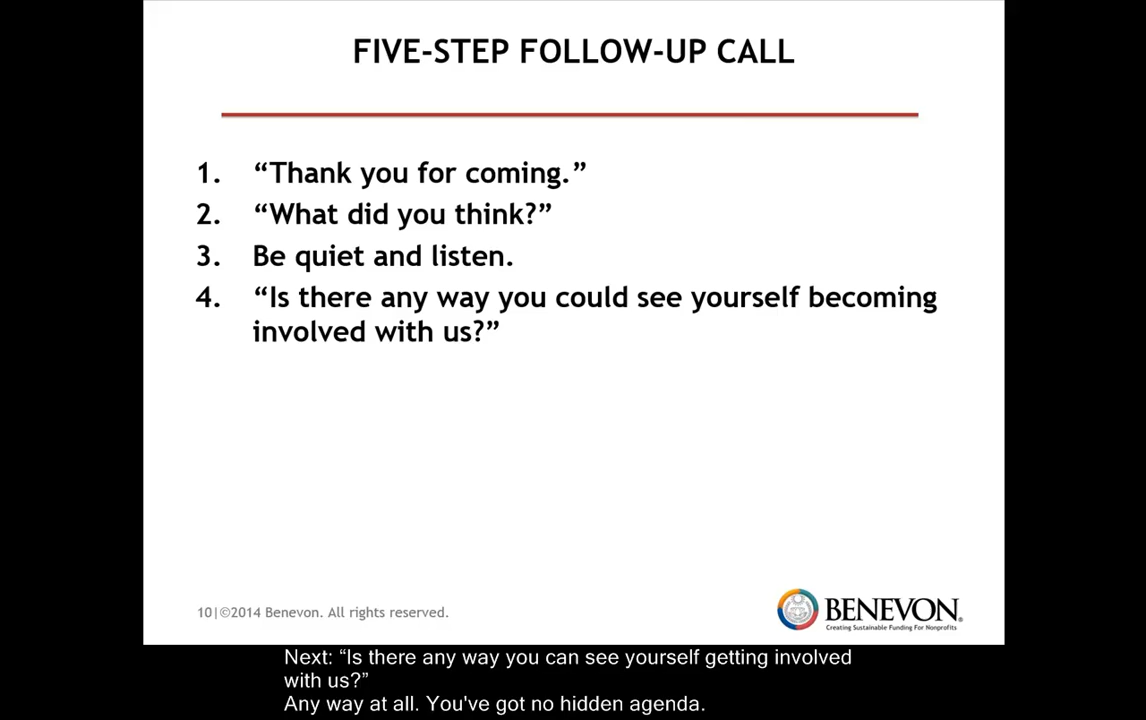 FIVE-STEP FOLLOW-UP CALL
1. “Thank you for coming.”
2. “What did you think?”
3. Be quiet and listen.
4. “Is there any way you could see yourself becoming
involved with us?”
10|©2014 Benevon. All rights reserved.
BENEVON®
Creating Sustainable Funding For Nonprofits
Next: “Is there any way you can see yourself getting involved
with us?”
Any way at all. You've got no hidden agenda.